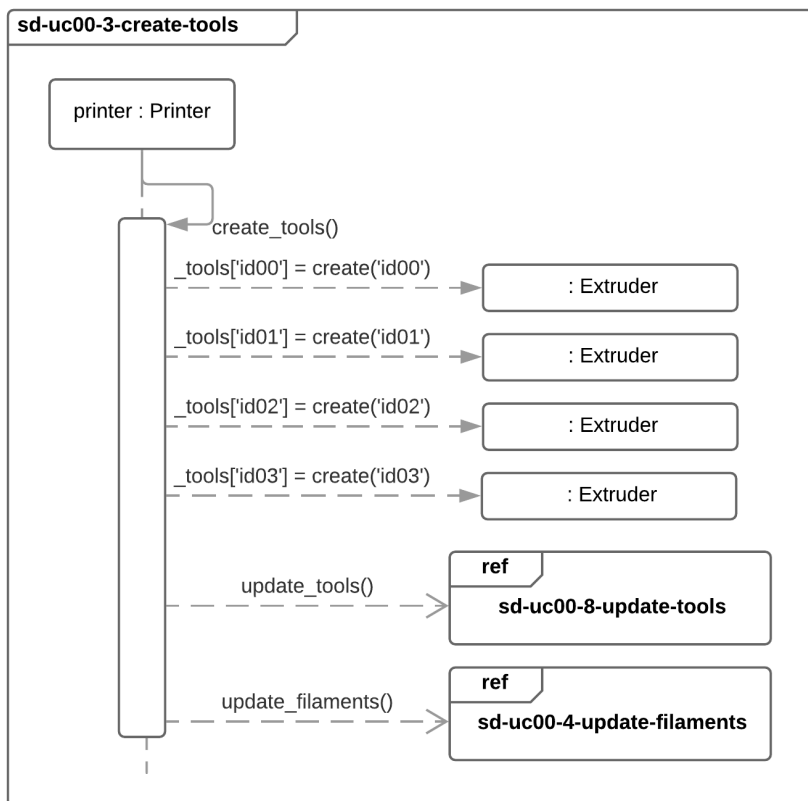 sd-uc00-3-create-tools
printer : Printer
create_tools()
_tools['id00'] = create('id00')
: Extruder
_tools['id01'] = create('id01')
: Extruder
_tools['id02'] = create('id02')
: Extruder
_tools['id03'] = create('id03')
: Extruder
ref
update_tools()
sd-uc00-8-update-tools
ref
update_filaments()
sd-uc00-4-update-filaments